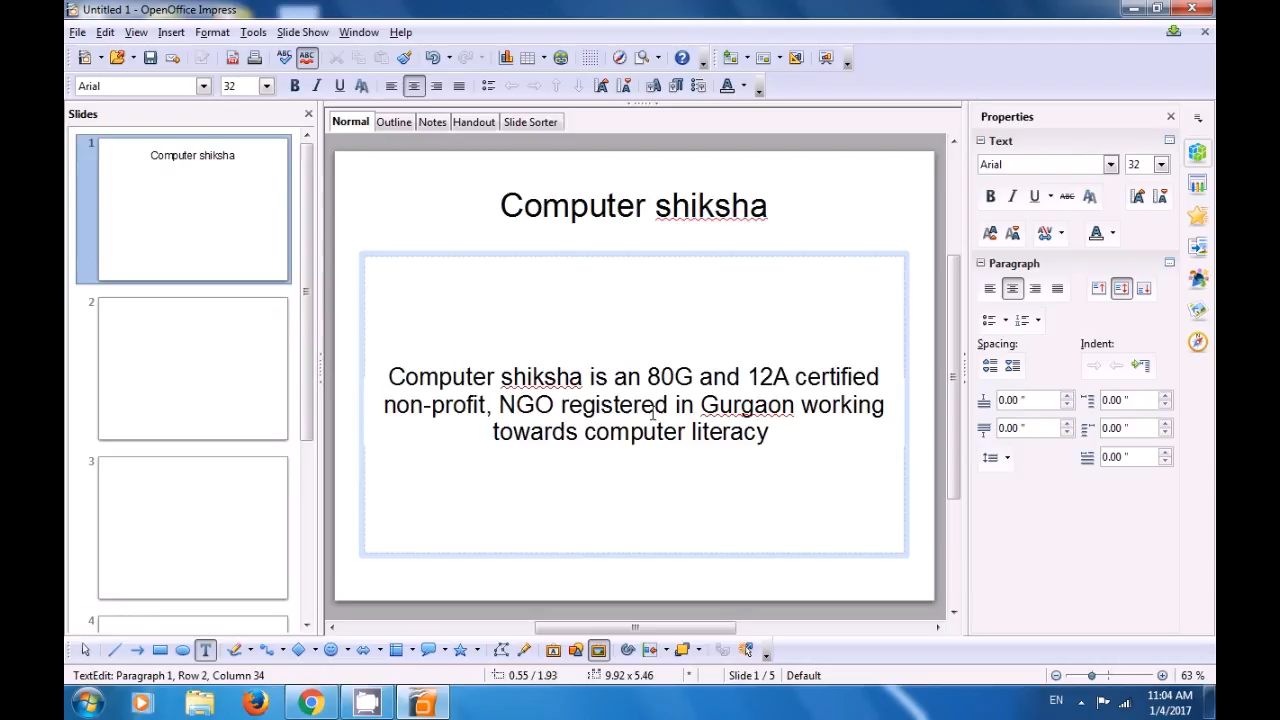 Untitled 1 - OpenOffice Impress
File Edit View Insert Format Tools Slide Show Window Help
Arial 32
Slides
Normal Outline Notes Handout Slide Sorter
Properties
1
Computer shiksha
2
3
4
Computer shiksha
Computer shiksha is an 80G and 12A certified
non-profit, NGO registered in Gurgaon working
towards computer literacy
Text
Arial 32
Paragraph
Spacing: Indent:
0.00 " 0.00 "
0.00 " 0.00 "
0.00 "
TextEdit: Paragraph 1, Row 2, Column 34 0.55 / 1.93 9.92 x 5.46 * Slide 1 / 5 Default 63 %
EN 11:04 AM
1/4/2017